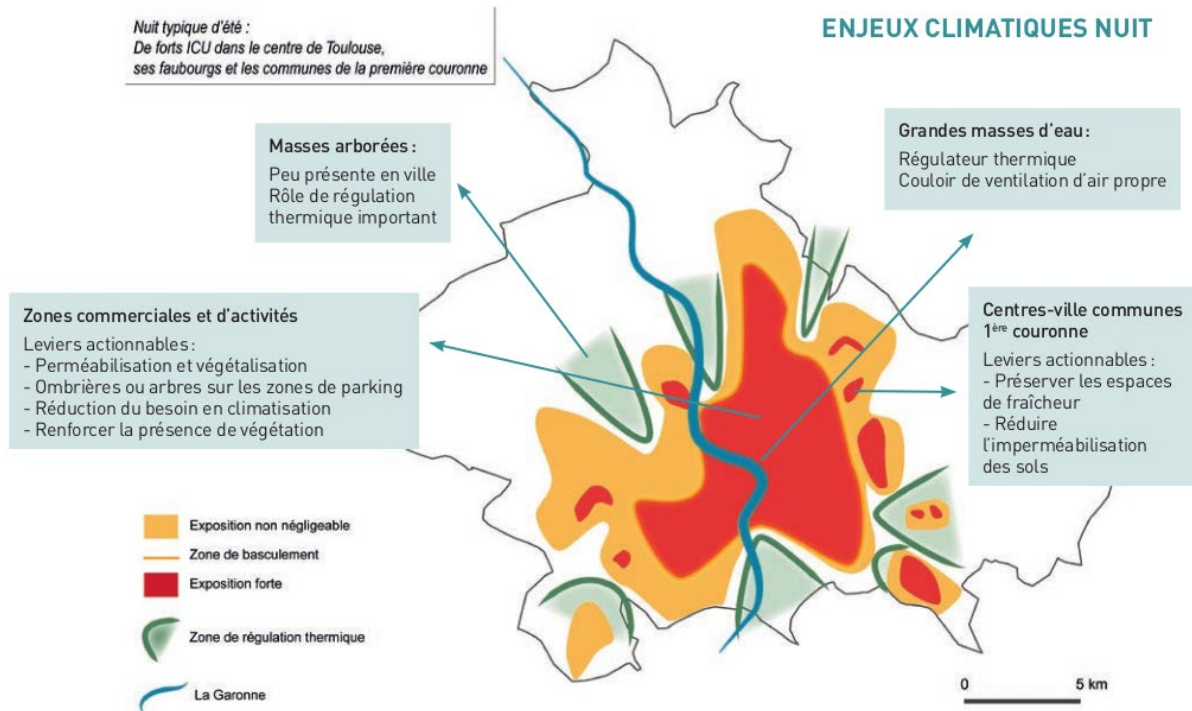 Nuit typique d'été :
De forts ICU dans le centre de Toulouse,
ses faubourgs et les communes de la première couronne
ENJEUX CLIMATIQUES NUIT
Masses arborées :
Peu présente en ville
Rôle de régulation
thermique important
Grandes masses d'eau :
Régulateur thermique
Couloir de ventilation d'air propre
Zones commerciales et d'activités
Leviers actionnables :
- Perméabilisation et végétalisation
- Ombrières ou arbres sur les zones de parking
- Réduction du besoin en climatisation
- Renforcer la présence de végétation
Centres-ville communes
1ère couronne
Leviers actionnables :
- Préserver les espaces
de fraîcheur
- Réduire
l'imperméabilisation
des sols
Exposition non négligeable
Zone de basculement
Exposition forte
Zone de régulation thermique
La Garonne
0 5 km